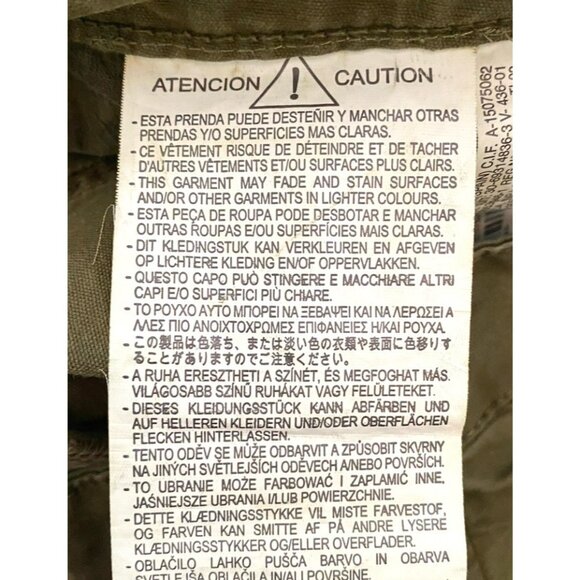 ATENCION ! CAUTION
- ESTA PRENDA PUEDE DESTEÑIR Y MANCHAR OTRAS
PRENDAS Y/O SUPERFICIES MAS CLARAS.
- CE VÊTEMENT RISQUE DE DÉTEINDRE ET DE TACHER
D'AUTRES VÊTEMENTS ET/OU SURFACES PLUS CLAIRS.
- THIS GARMENT MAY FADE AND STAIN SURFACES
AND/OR OTHER GARMENTS IN LIGHTER COLOURS.
- ESTA PEÇA DE ROUPA PODE DESBOTAR E MANCHAR
OUTRAS ROUPAS E/OU SUPERFÍCIES MAIS CLARAS.
- DIT KLEDINGSTUK KAN VERKLEUREN EN AFGEVEN
OP LICHTERE KLEDING EN/OF OPPERVLAKKEN.
- QUESTO CAPO PUÒ STINGERE E MACCHIARE ALTRI
CAPI E/O SUPERFICI PIÙ CHIARE.
- ΤΟ ΡΟΥΧΟ ΑΥΤΟ ΜΠΟΡΕΙ ΝΑ ΞΕΒΑΨΕΙ ΚΑΙ ΝΑ ΛΕΡΩΣΕΙ Α
ΛΛΕΣ ΠΙΟ ΑΝΟΙΧΤΟΧΡΩΜΕΣ ΕΠΙΦΑΝΕΙΕΣ Η/ΚΑΙ ΡΟΥΧΑ.
- この製品は色落ち、または淡い色の衣類や表面に色移りす
ることがありますのでご注意ください。
- A RUHA ERESZTHETI A SZÍNÉT, ÉS MEGFOGHAT MÁS,
VILÁGOSABB SZÍNŰ RUHÁKAT VAGY FELÜLETEKET.
- DIESES KLEIDUNGSSTÜCK KANN ABFÄRBEN UND
AUF HELLEREN KLEIDERN UND/ODER OBERFLÄCHEN
FLECKEN HINTERLASSEN.
- TENTO ODĚV SE MŮŽE ODBARVIT A ZPŮSOBIT SKVRNY
NA JINÝCH SVĚTLEJŠÍCH ODĚVECH A/NEBO POVRŠÍCH.
- TO UBRANIE MOŻE FARBOWAĆ I ZAPLAMIĆ INNE,
JAŚNIEJSZE UBRANIA I/LUB POWIERZCHNIE.
- DETTE KLÆDNINGSSTYKKE VIL MISTE FARVESTOF,
OG FARVEN KAN SMITTE AF PÅ ANDRE LYSERE
KLÆDNINGSSTYKKER OG/ELLER OVERFLADER.
- OBLAČILO LAHKO PUŠČA BARVO IN OBARVA
SVETLEJŠA OBLAČILA IN/ALI POVRŠINE.
C.I.F. A-15075062
V- 436-01